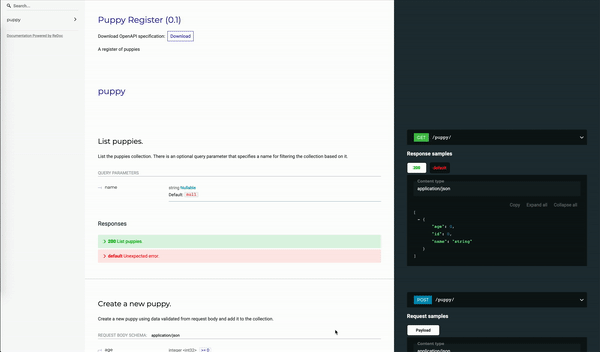 Search...
puppy
Documentation Powered by ReDoc
Puppy Register (0.1)
Download OpenAPI specification: Download
A register of puppies
puppy
List puppies.
List the puppies collection. There is an optional query parameter that specifies a name for filtering the collection based on it.
QUERY PARAMETERS
name
string Nullable
Default: null
Responses
200 List puppies
default Unexpected error
Create a new puppy.
Create a new puppy using data validated from request body and add it to the collection.
REQUEST BODY SCHEMA: application/json
age
integer <int32> >= 0
GET /puppy/
Response samples
200 default
Content type
application/json
Copy Expand all Collapse all
[
- {
"age": 0,
"id": 0,
"name": "string"
}
]
POST /puppy/
Request samples
Payload
Content type
application/json